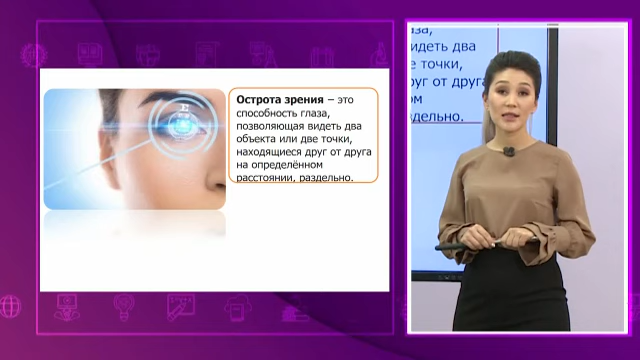 Острота зрения – это
способность глаза,
позволяющая видеть два
объекта или две точки,
находящиеся друг от друга
на определённом
расстоянии, раздельно.
глаза,
видеть два
е точки,
друг от друга
ом
раздельно.